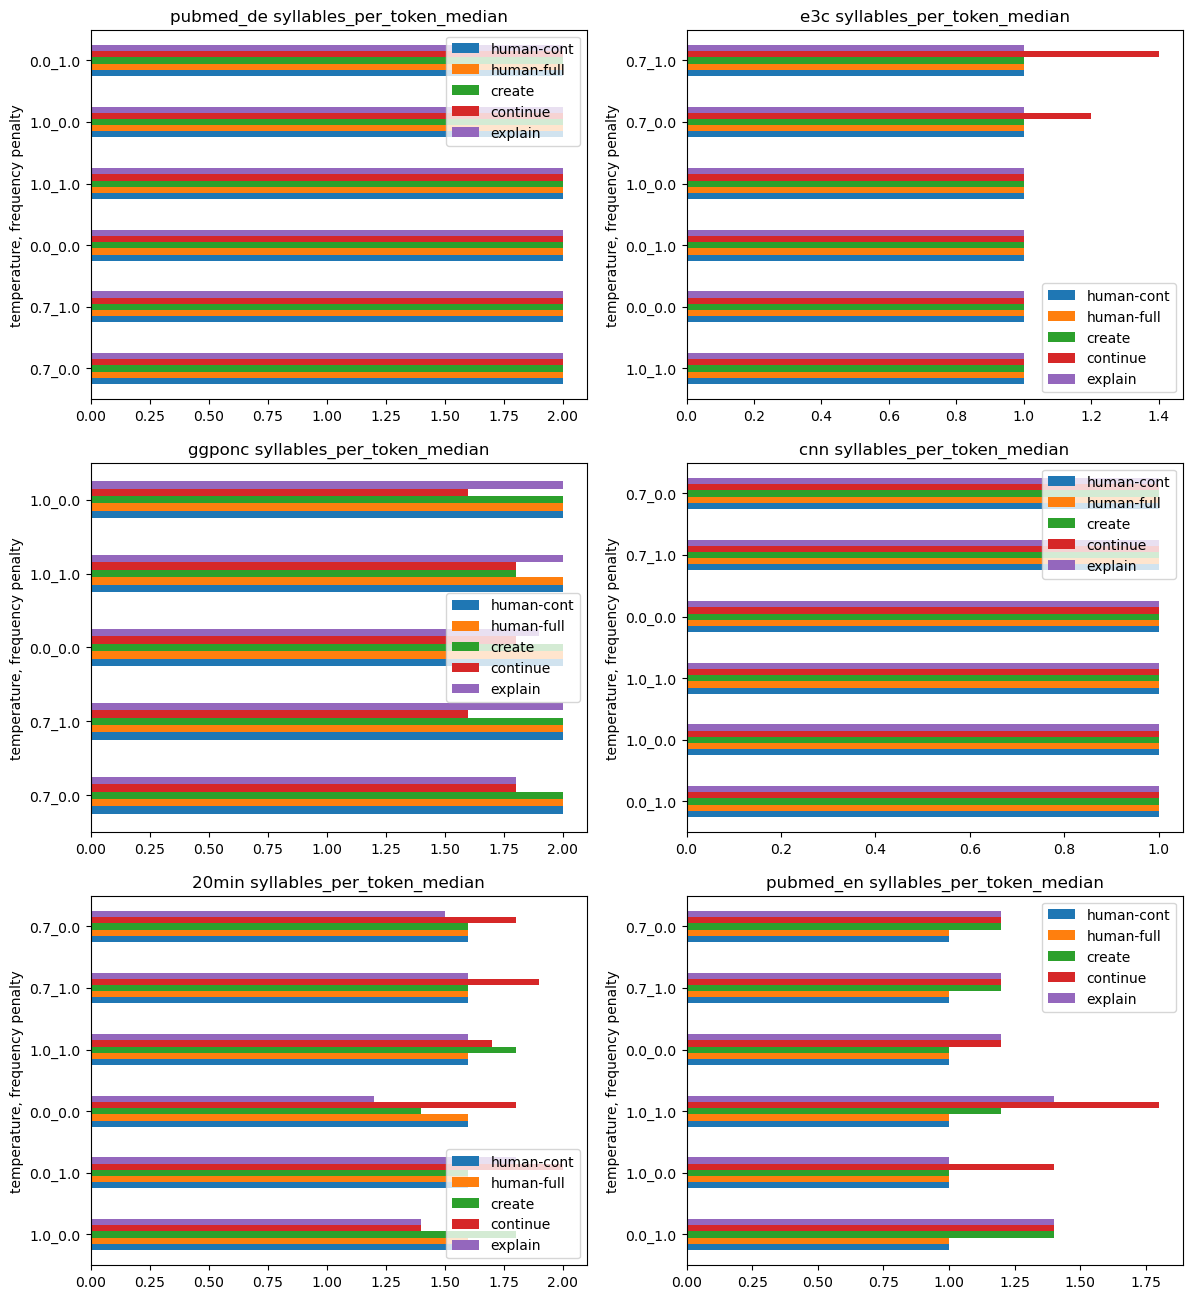 pubmed_de syllables_per_token_median
temperature, frequency penalty
0.0_1.0
1.0_0.0
1.0_1.0
0.0_0.0
0.7_1.0
0.7_0.0
human-cont
human-full
create
continue
explain
0.00 0.25 0.50 0.75 1.00 1.25 1.50 1.75 2.00
e3c syllables_per_token_median
temperature, frequency penalty
0.7_1.0
0.7_0.0
1.0_0.0
0.0_1.0
0.0_0.0
1.0_1.0
human-cont
human-full
create
continue
explain
0.0 0.2 0.4 0.6 0.8 1.0 1.2 1.4
ggponc syllables_per_token_median
temperature, frequency penalty
1.0_0.0
1.0_1.0
0.0_0.0
0.7_1.0
0.7_0.0
human-cont
human-full
create
continue
explain
0.00 0.25 0.50 0.75 1.00 1.25 1.50 1.75 2.00
cnn syllables_per_token_median
temperature, frequency penalty
0.7_0.0
0.7_1.0
0.0_0.0
1.0_1.0
1.0_0.0
0.0_1.0
human-cont
human-full
create
continue
explain
0.0 0.2 0.4 0.6 0.8 1.0
20min syllables_per_token_median
temperature, frequency penalty
0.7_0.0
0.7_1.0
1.0_1.0
0.0_0.0
0.0_1.0
1.0_0.0
human-cont
human-full
create
continue
explain
0.00 0.25 0.50 0.75 1.00 1.25 1.50 1.75 2.00
pubmed_en syllables_per_token_median
temperature, frequency penalty
0.7_0.0
0.7_1.0
0.0_0.0
1.0_1.0
1.0_0.0
0.0_1.0
human-cont
human-full
create
continue
explain
0.00 0.25 0.50 0.75 1.00 1.25 1.50 1.75